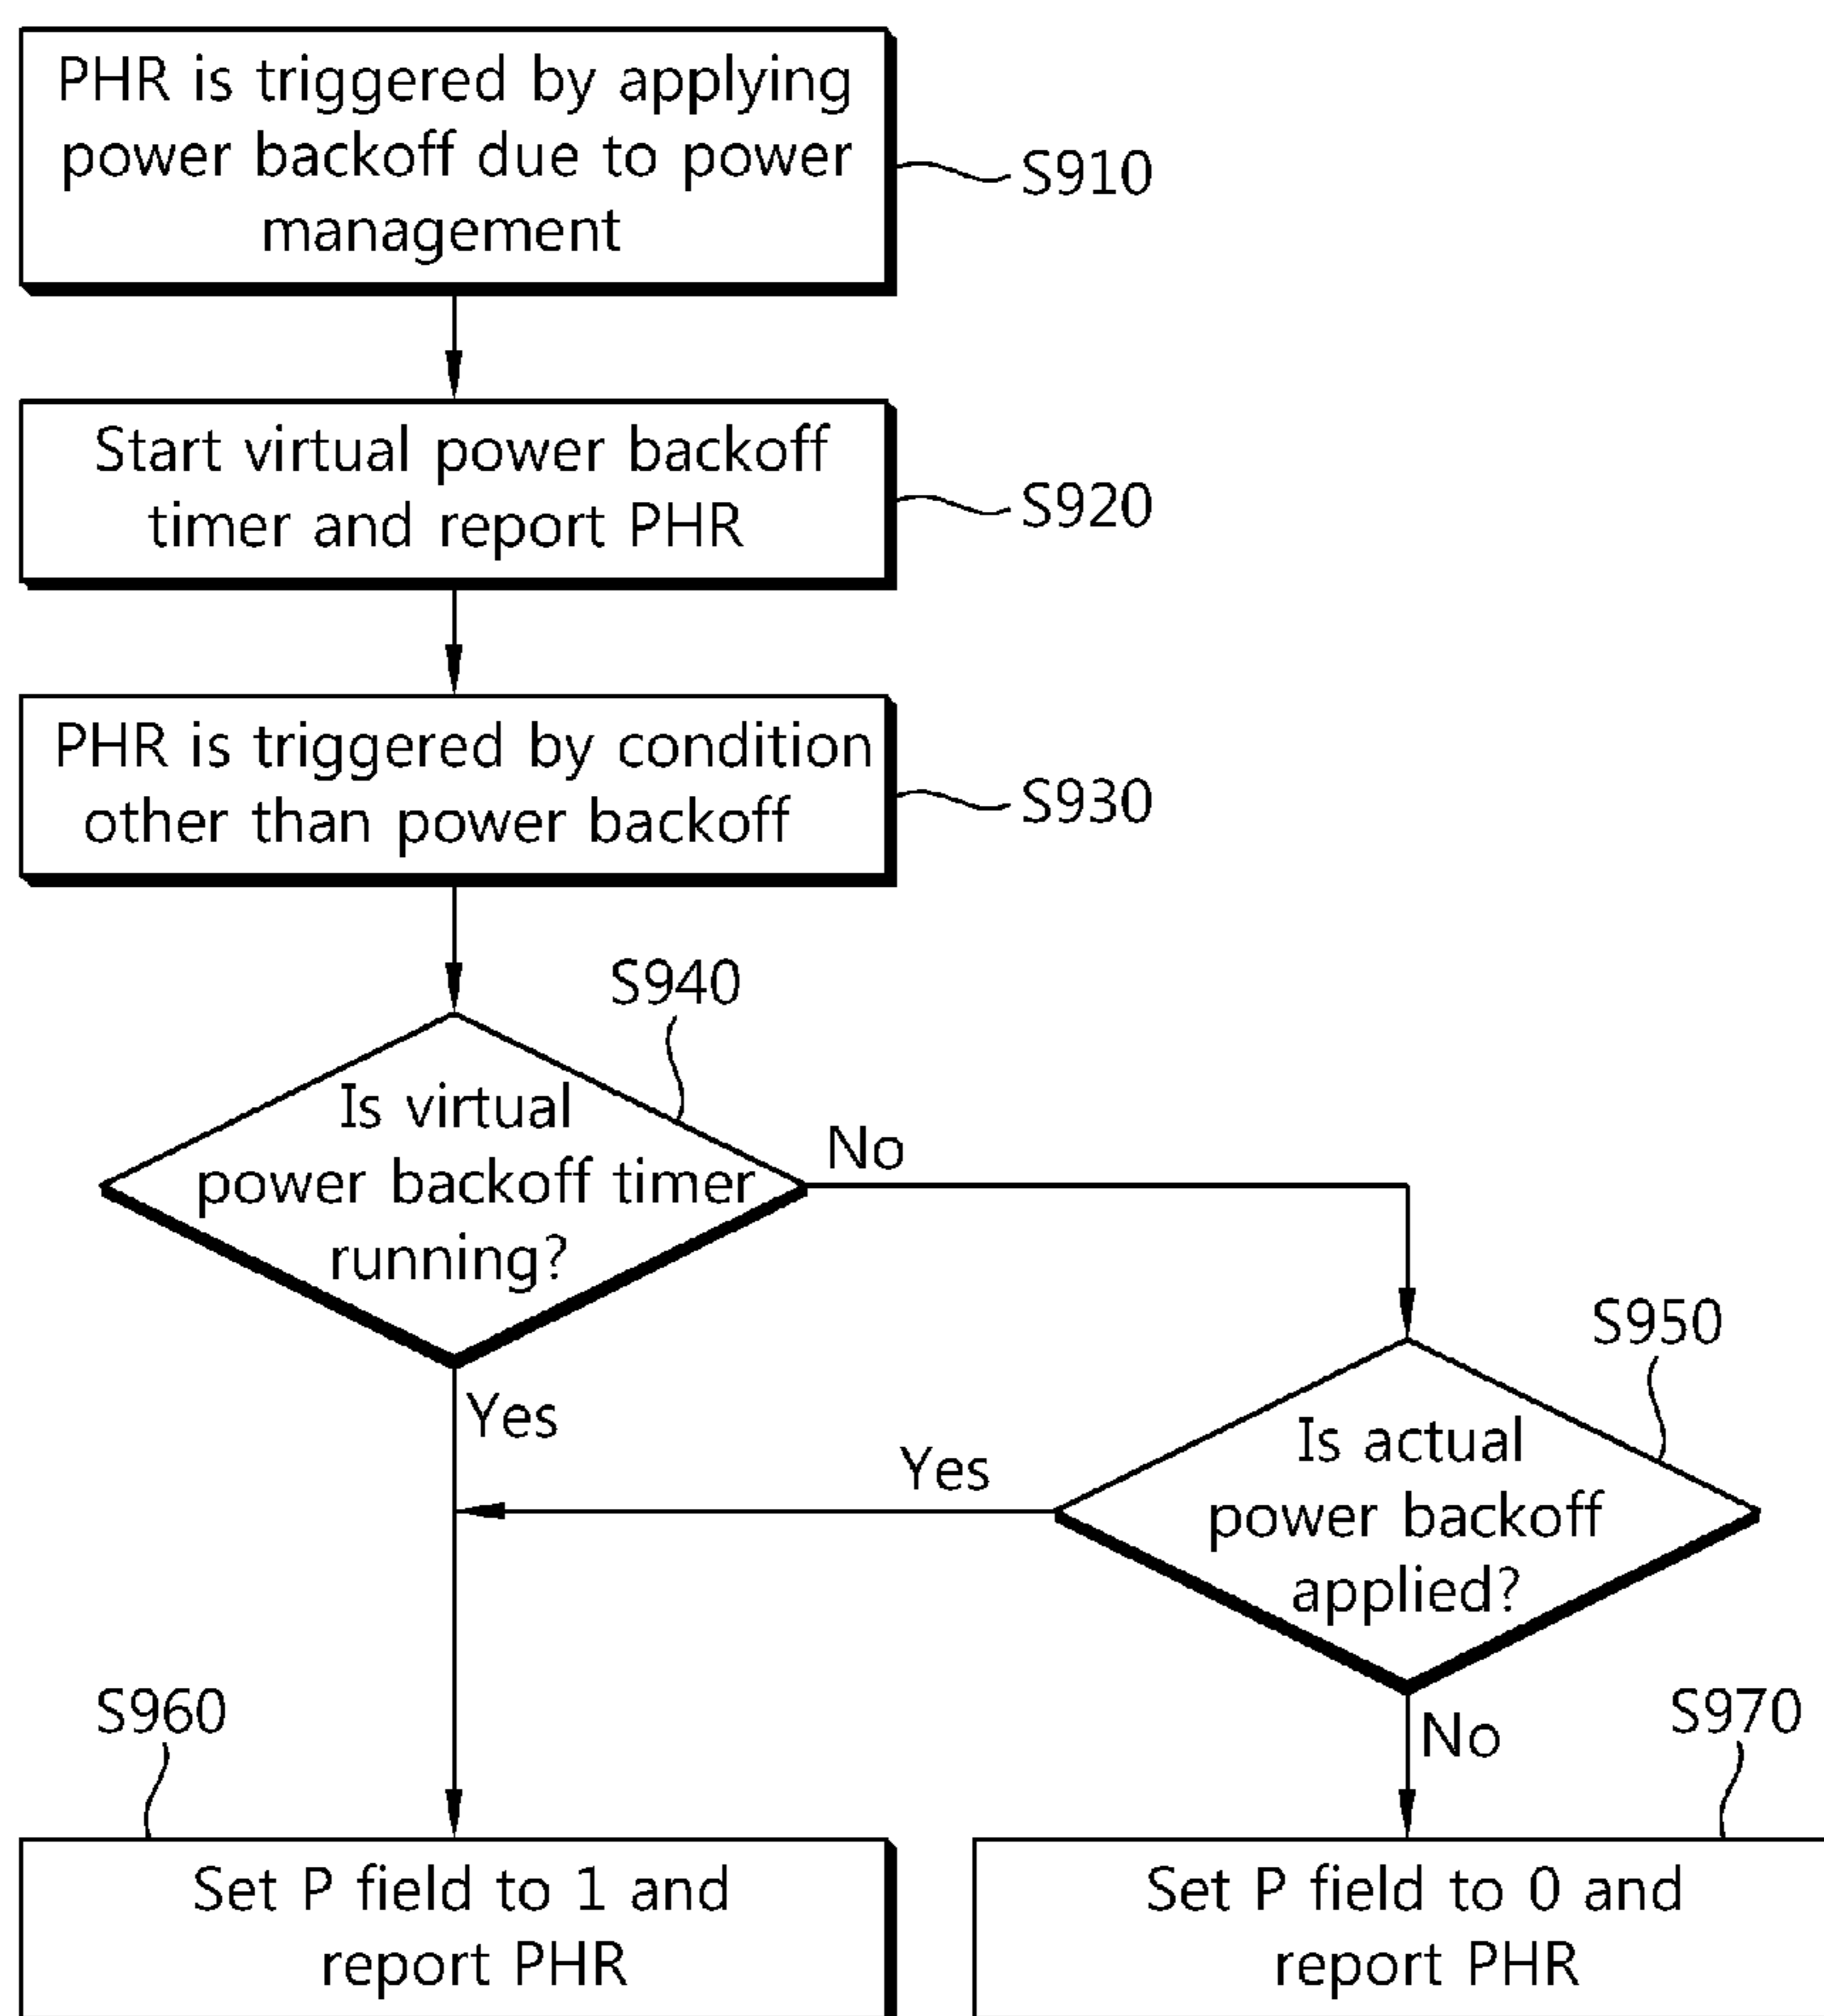 PHR is triggered by applying
power backoff due to power
management
S910
Start virtual power backoff
timer and report PHR
S920
PHR is triggered by condition
other than power backoff
S930
S940
Is virtual
power backoff timer
running?
No
Yes
S950
Is actual
power backoff
applied?
Yes
No
S960
Set P field to 1 and
report PHR
S970
Set P field to 0 and
report PHR